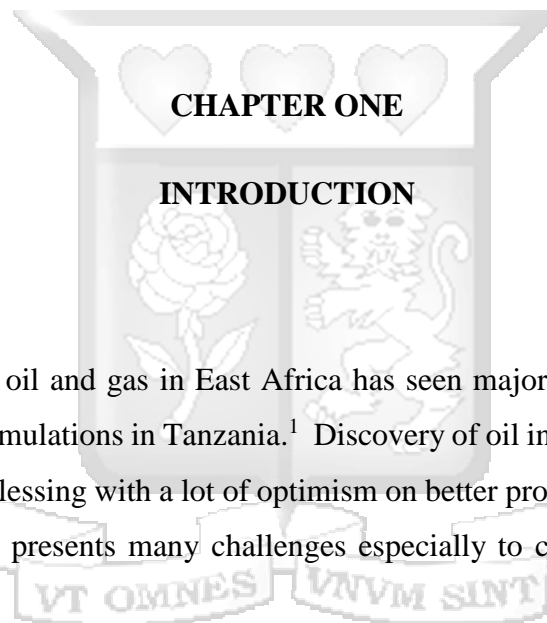 CHAPTER ONE
INTRODUCTION
oil and gas in East Africa has seen major
mulations in Tanzania.¹ Discovery of oil in
lessing with a lot of optimism on better pro
presents many challenges especially to c
VT OMNES VNVM SINT